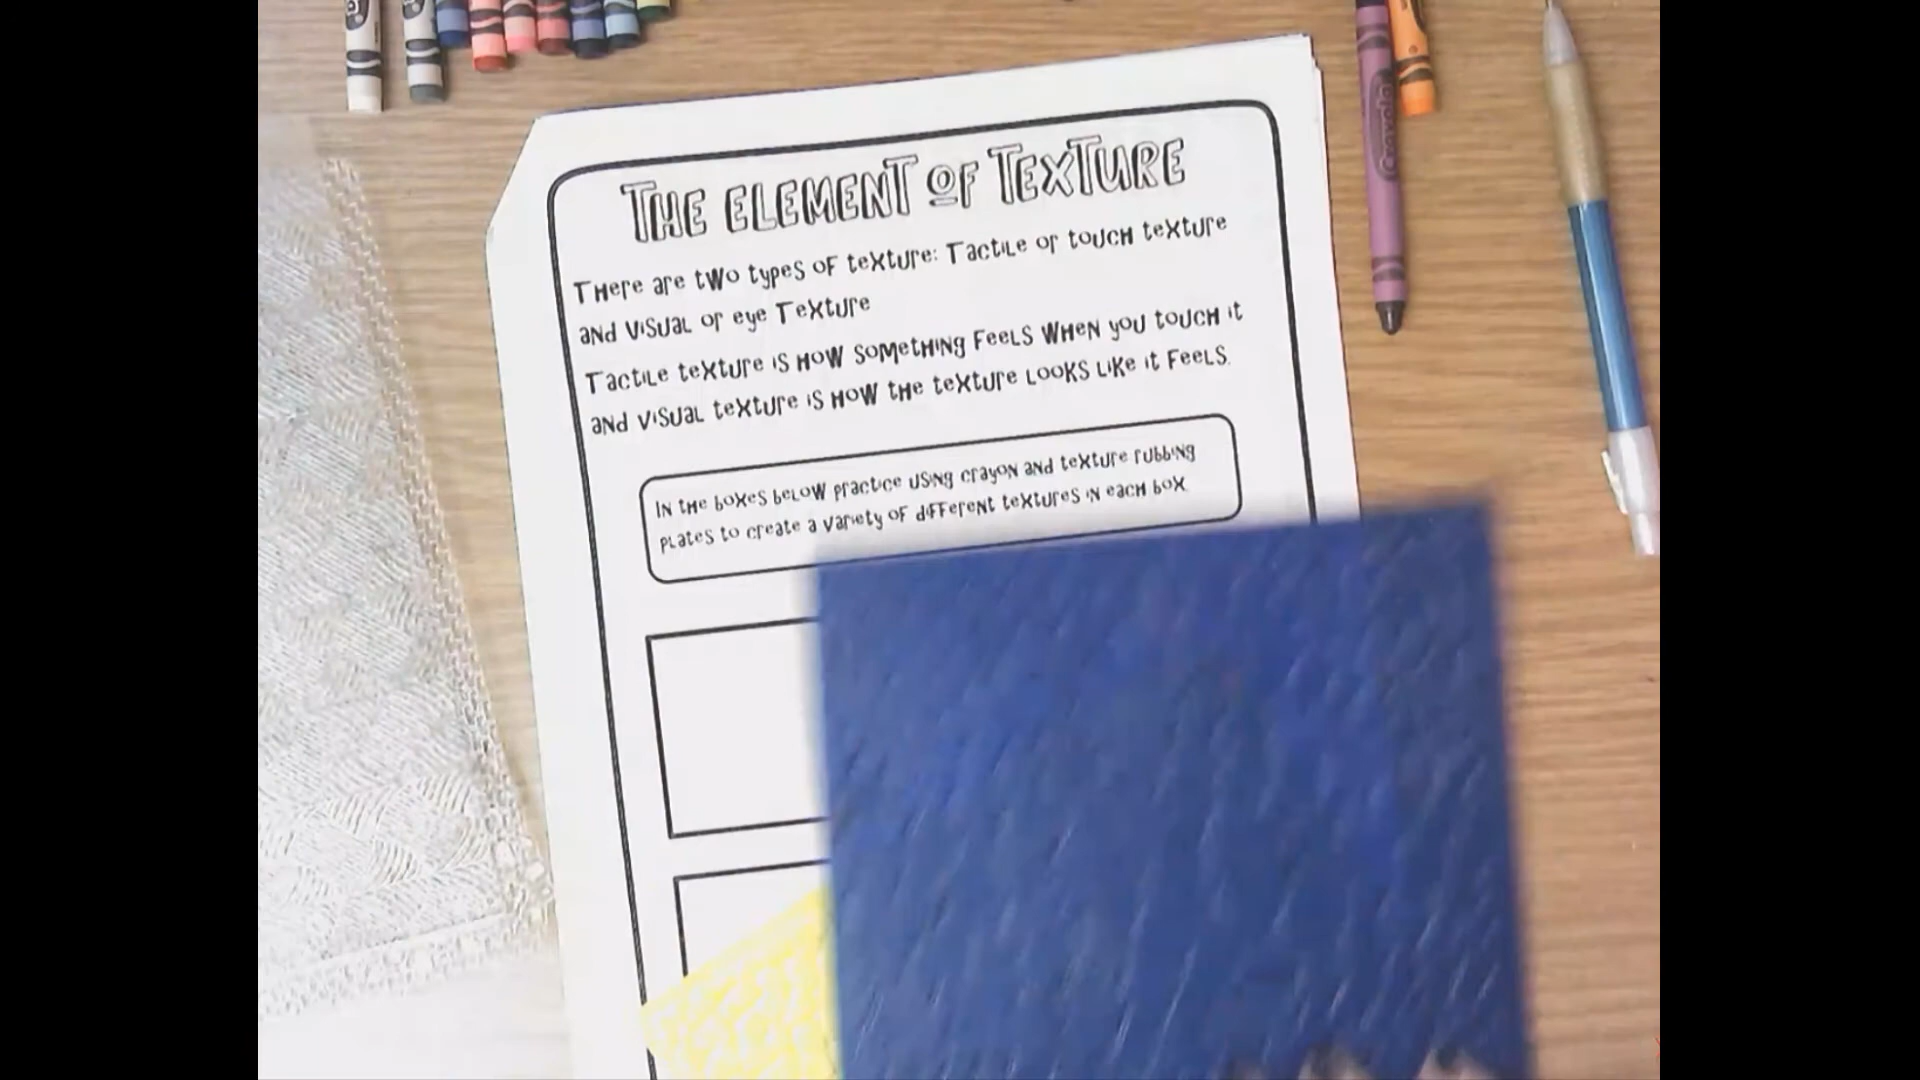 THE ELEMENT OF TEXTURE
There are two types of texture: Tactile or touch texture
and visual or eye Texture
Tactile texture is how something feels when you touch it
and visual texture is how the texture looks like it feels.
In the boxes below practice using crayon and texture rubbing
plates to create a variety of different textures in each box.
Crayola